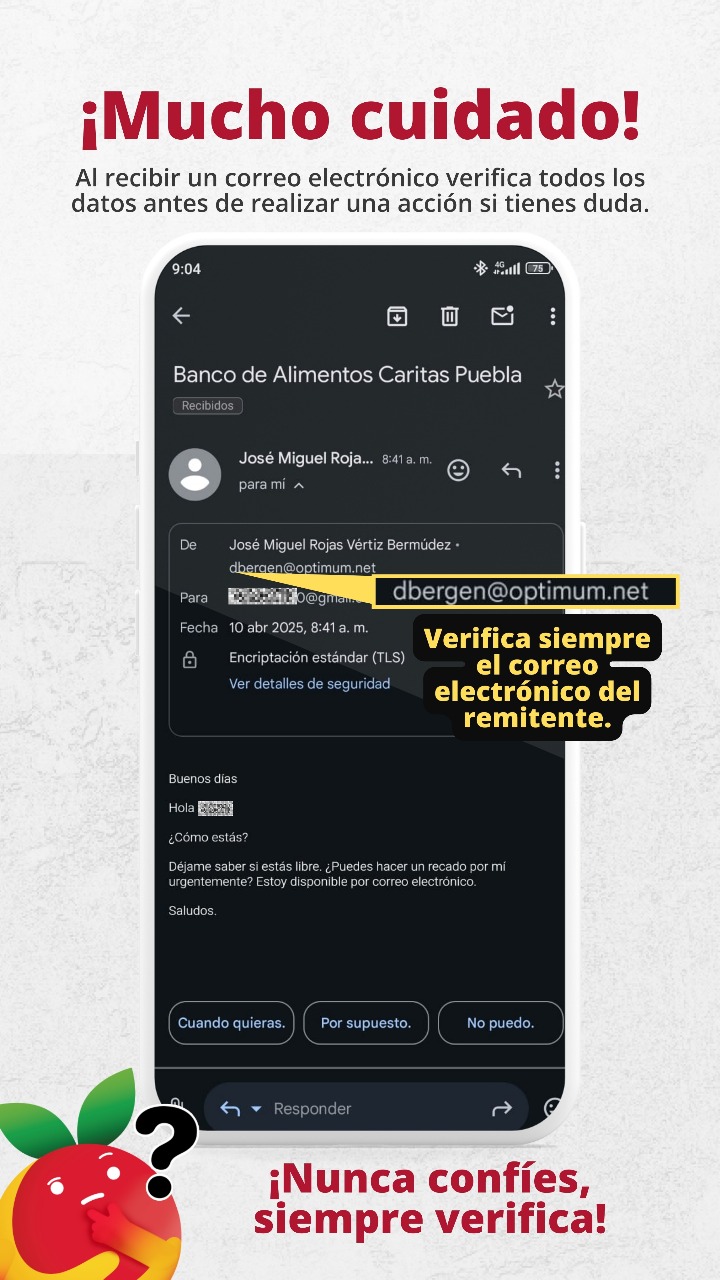 ¡Mucho cuidado!
Al recibir un correo electrónico verifica todos los
datos antes de realizar una acción si tienes duda.
9:04
4G
75
Banco de Alimentos Caritas Puebla
Recibidos
José Miguel Roja... 8:41 a. m.
para mí
De José Miguel Rojas Vértiz Bermúdez •
dbergen@optimum.net
Para 0@gmail.c
dbergen@optimum.net
Fecha 10 abr 2025, 8:41 a. m.
Encriptación estándar (TLS)
Ver detalles de seguridad
Verifica siempre
el correo
electrónico del
remitente.
Buenos días
Hola
¿Cómo estás?
Déjame saber si estás libre. ¿Puedes hacer un recado por mí
urgentemente? Estoy disponible por correo electrónico.
Saludos.
Cuando quieras. Por supuesto. No puedo.
Responder
?
¡Nunca confíes,
siempre verifica!